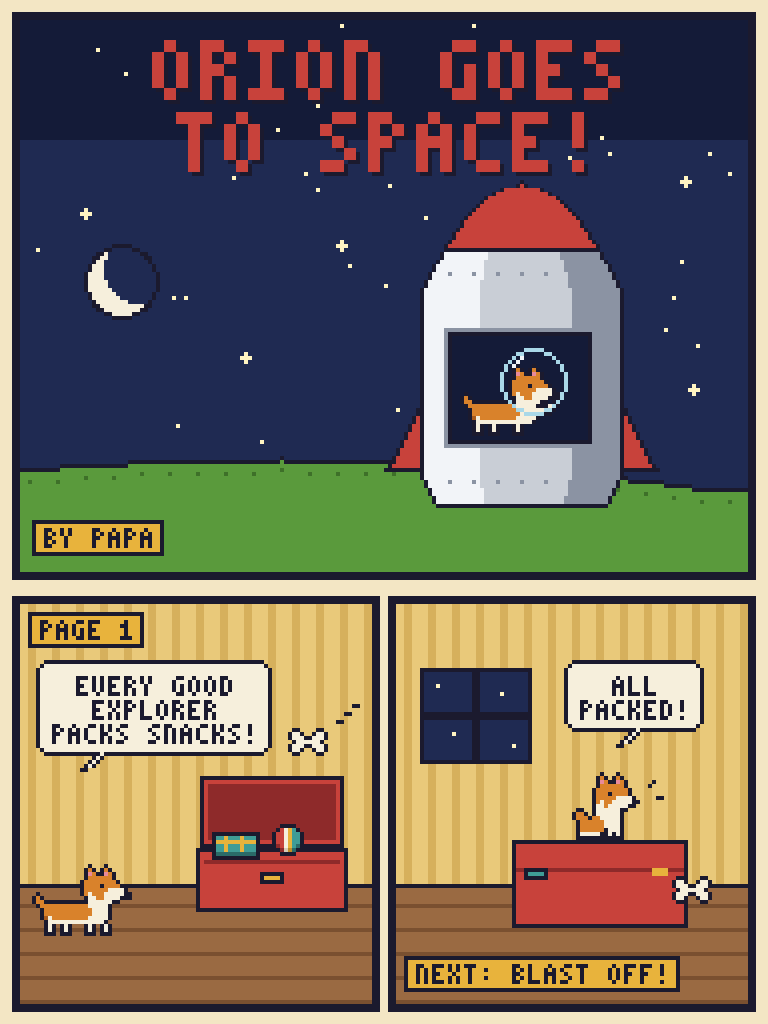 ORION GOES
TO SPACE!
BY PAPA
PAGE 1
EVERY GOOD
EXPLORER
PACKS SNACKS!
ALL
PACKED!
NEXT: BLAST OFF!